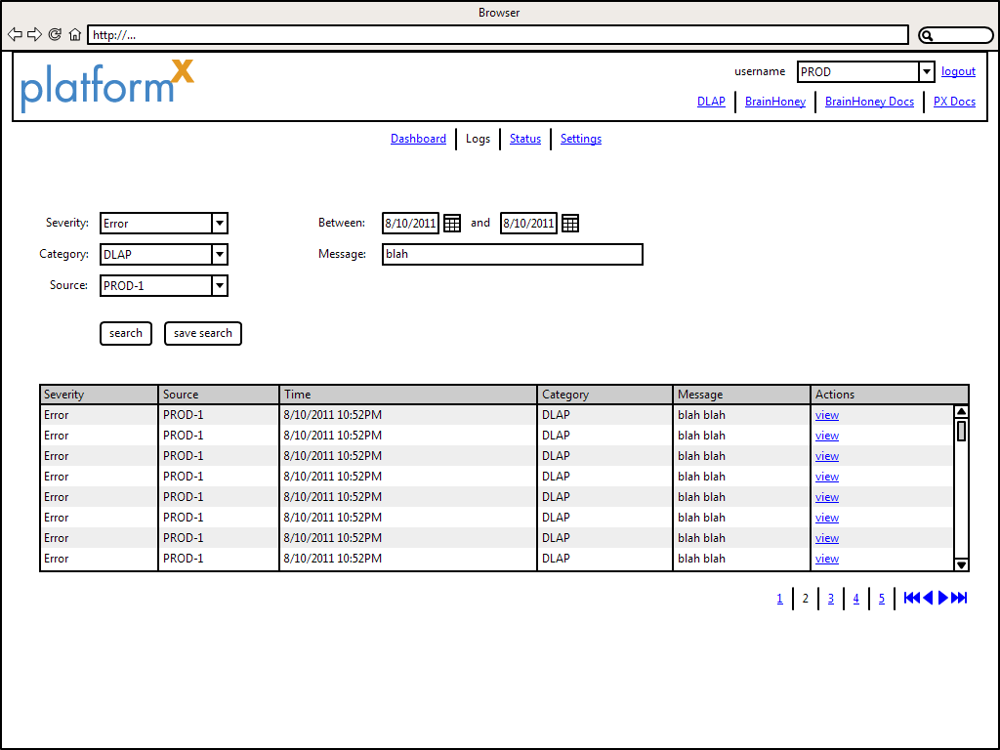 Browser
http://...
platformX
username PROD logout
DLAP BrainHoney BrainHoney Docs PX Docs
Dashboard Logs Status Settings
Severity: Error Between: 8/10/2011 and 8/10/2011
Category: DLAP Message: blah
Source: PROD-1
search save search
Severity Source Time Category Message Actions
Error PROD-1 8/10/2011 10:52PM DLAP blah blah view
Error PROD-1 8/10/2011 10:52PM DLAP blah blah view
Error PROD-1 8/10/2011 10:52PM DLAP blah blah view
Error PROD-1 8/10/2011 10:52PM DLAP blah blah view
Error PROD-1 8/10/2011 10:52PM DLAP blah blah view
Error PROD-1 8/10/2011 10:52PM DLAP blah blah view
Error PROD-1 8/10/2011 10:52PM DLAP blah blah view
Error PROD-1 8/10/2011 10:52PM DLAP blah blah view
1 2 3 4 5